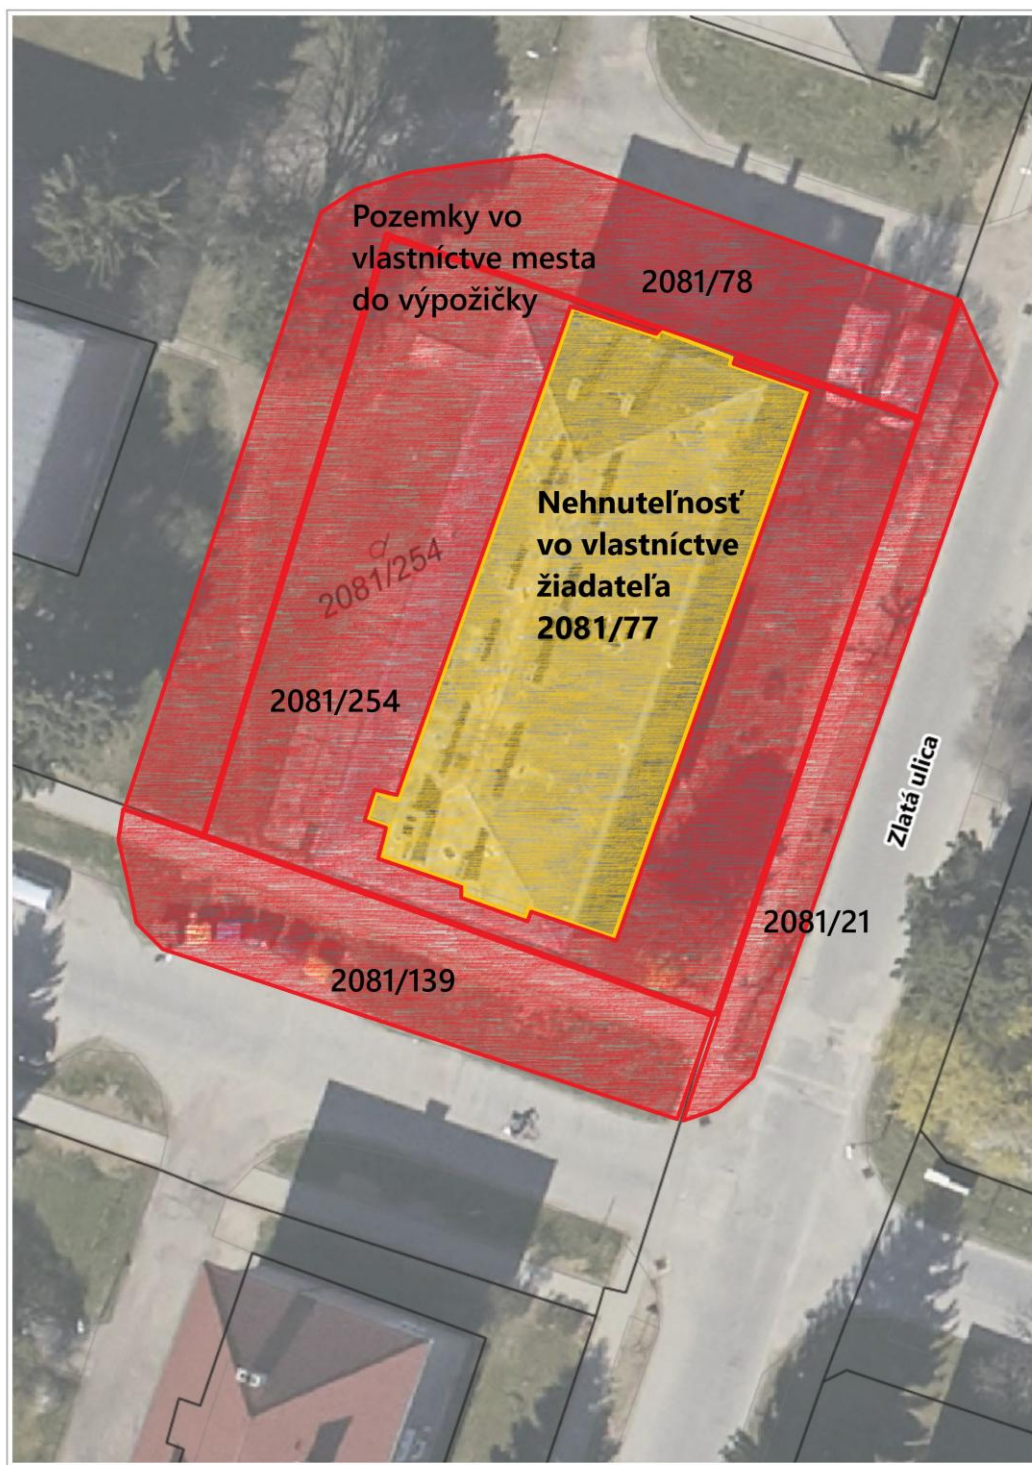 Pozemky vo
vlastníctve mesta
do výpožičky
2081/78
Nehnuteľnosť
vo vlastníctve
žiadateľa
2081/77
2081/254
2081/254
Zlatá ulica
2081/21
2081/139